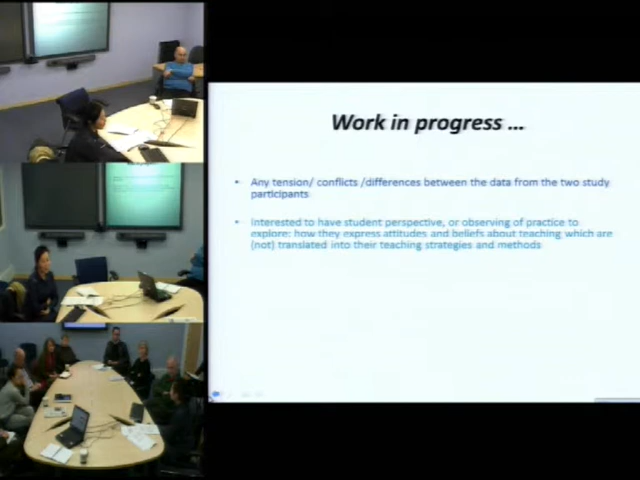 Work in progress ...
• Any tension/ conflicts /differences between the data from the two study
participants
• Interested to have student perspective, or observing of practice to
explore: how they express attitudes and beliefs about teaching which are
(not) translated into their teaching strategies and methods